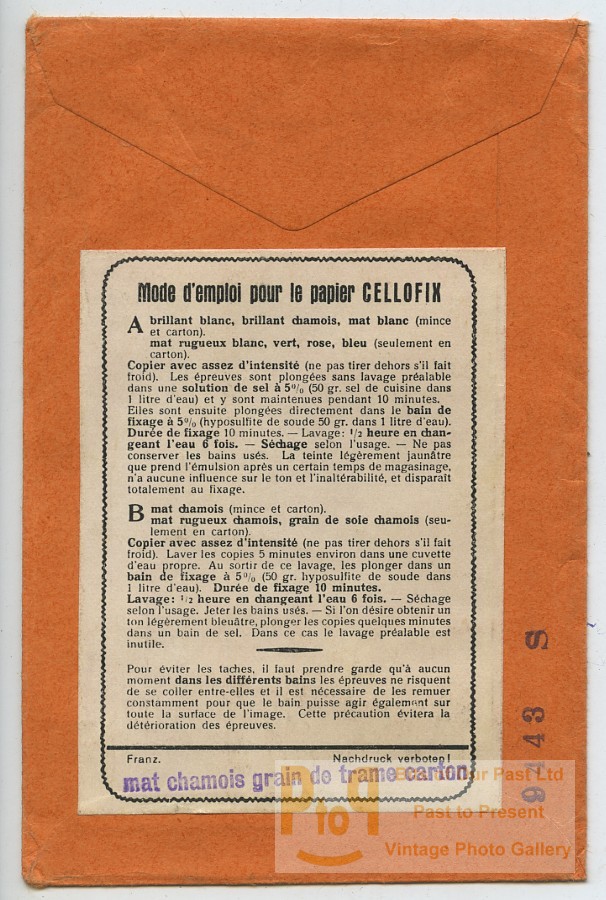 Mode d'emploi pour le papier CELLOFIX
A brillant blanc, brillant chamois, mat blanc (mince
et carton).
mat rugueux blanc, vert, rose, bleu (seulement en
carton).
Copier avec assez d'intensité (ne pas tirer dehors s'il fait
froid). Les épreuves sont plongées sans lavage préalable
dans une solution de sel à 5% (50 gr. sel de cuisine dans
1 litre d'eau) et y sont maintenues pendant 10 minutes.
Elles sont ensuite plongées directement dans le bain de
fixage à 5% (hyposulfite de soude 50 gr. dans 1 litre d'eau).
Durée de fixage 10 minutes. — Lavage: 1/2 heure en chan-
geant l'eau 6 fois. — Séchage selon l'usage. — Ne pas
conserver les bains usés. La teinte légèrement jaunâtre
que prend l'émulsion après un certain temps de magasinage,
n'a aucune influence sur le ton et l'inaltérabilité, et disparaît
totalement au fixage.
B mat chamois (mince et carton).
mat rugueux chamois, grain de soie chamois (seu-
lement en carton).
Copier avec assez d'intensité (ne pas tirer dehors s'il fait
froid). Laver les copies 5 minutes environ dans une cuvette
d'eau propre. Au sortir de ce lavage, les plonger dans un
bain de fixage à 5% (50 gr. hyposulfite de soude dans
1 litre d'eau). Durée de fixage 10 minutes.
Lavage: 1/2 heure en changeant l'eau 6 fois. — Séchage
selon l'usage. Jeter les bains usés. — Si l'on désire obtenir un
ton légèrement bleuâtre, plonger les copies quelques minutes
dans un bain de sel. Dans ce cas le lavage préalable est
inutile.
Pour éviter les taches, il faut prendre garde qu'à aucun
moment dans les différents bains les épreuves ne risquent
de se coller entre-elles et il est nécessaire de les remuer
constamment pour que le bain puisse agir également sur
toute la surface de l'image. Cette précaution évitera la
détérioration des épreuves.
Franz. Nachdruck verboten!
mat chamois grain de trame carton
9143 S
Past Ltd
PtoP
Past to Present
Vintage Photo Gallery